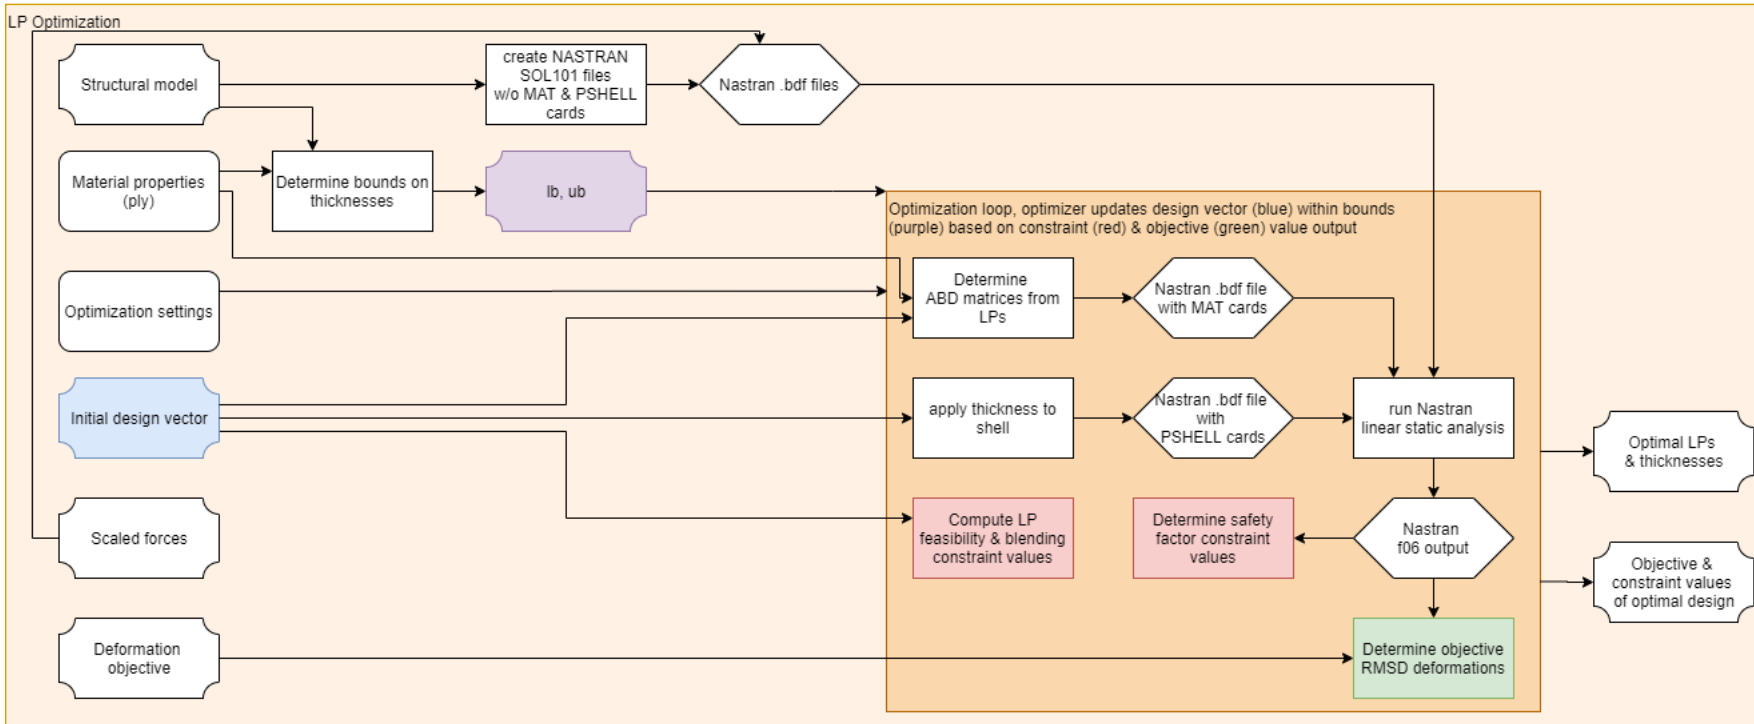 LP Optimization
Structural model
create NASTRAN
SOL101 files
w/o MAT & PSHELL
cards
Nastran .bdf files
Material properties
(ply)
Determine bounds on
thicknesses
lb, ub
Optimization loop, optimizer updates design vector (blue) within bounds
(purple) based on constraint (red) & objective (green) value output
Optimization settings
Determine
ABD matrices from
LPs
Nastran .bdf file
with MAT cards
Initial design vector
apply thickness to
shell
Nastran .bdf file
with
PSHELL cards
run Nastran
linear static analysis
Optimal LPs
& thicknesses
Scaled forces
Compute LP
feasibility & blending
constraint values
Determine safety
factor constraint
values
Nastran
f06 output
Objective &
constraint values
of optimal design
Deformation
objective
Determine objective
RMSD deformations